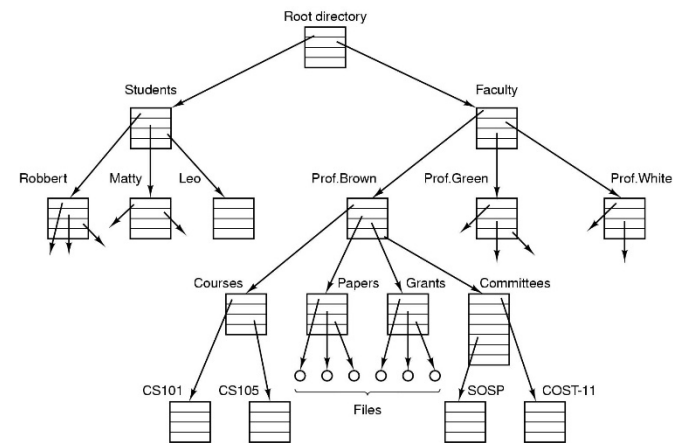 Root directory
Students
Faculty
Robbert
Matty
Leo
Prof.Brown
Prof.Green
Prof.White
Courses
Papers
Grants
Committees
CS101
CS105
SOSP
COST-11
Files